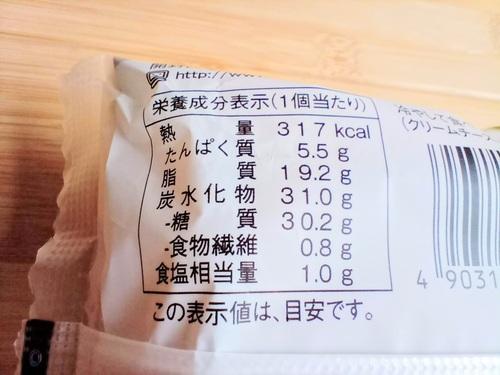 http://ww
栄養成分表示(1個当たり)
熱量 317 kcal
たんぱく質 5.5 g
脂質 19.2 g
炭水化物 31.0 g
-糖質 30.2 g
-食物繊維 0.8 g
食塩相当量 1.0 g
この表示値は、目安です。
(クリームチー
4 9031